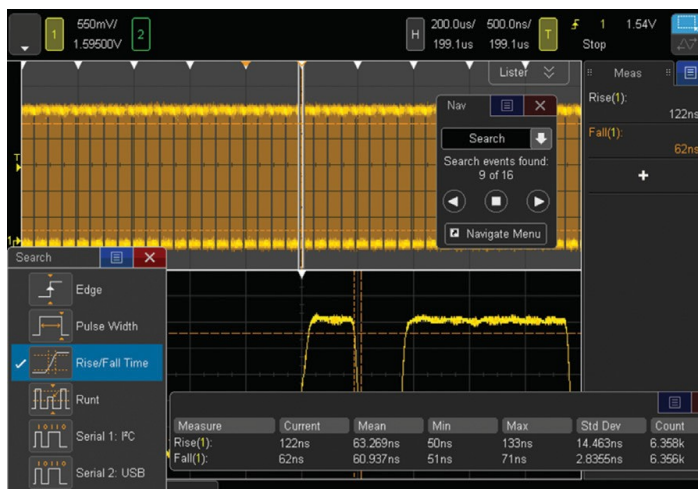 1 550mV/ 1.59500V 2 H 200.0us/ 199.1us 500.0ns/ 199.1us T 1 1.54V Stop
Lister
Meas
Rise(1):
122ns
Fall(1):
62ns
+
Nav
Search
Search events found:
9 of 16
Navigate Menu
T
1
Search
Edge
Pulse Width
Rise/Fall Time
Runt
Serial 1: I²C
Serial 2: USB
Measure Current Mean Min Max Std Dev Count
Rise(1): 122ns 63.269ns 50ns 133ns 14.463ns 6.358k
Fall(1): 62ns 60.937ns 51ns 71ns 2.8355ns 6.356k